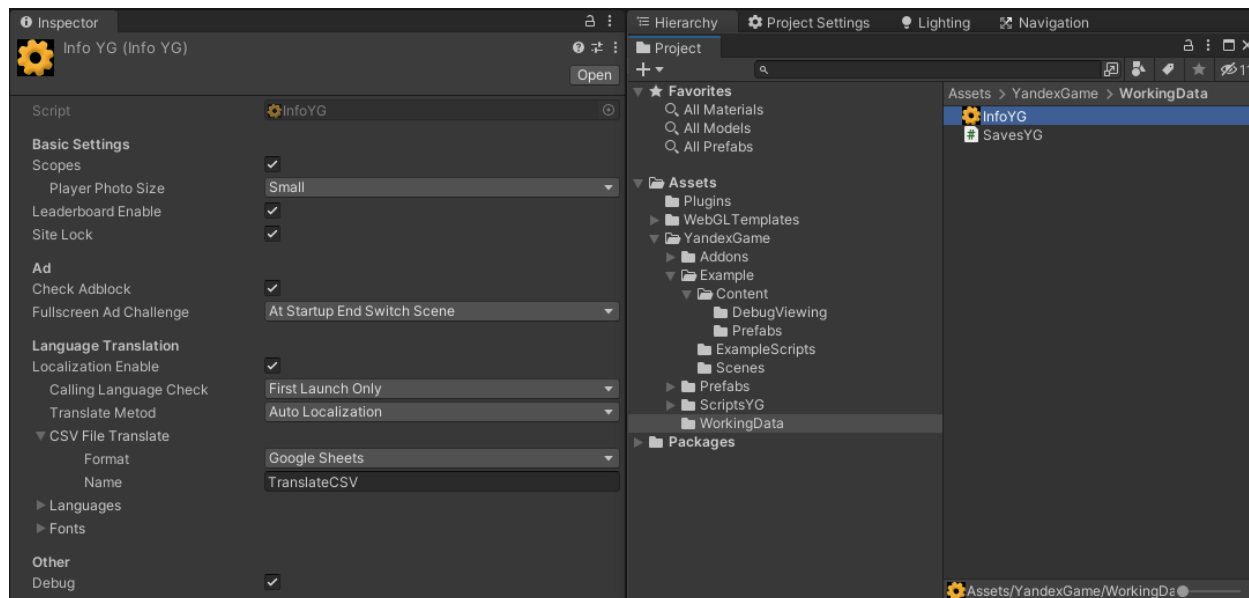 Inspector
Info YG (Info YG)
Open
Script InfoYG
Basic Settings
Scopes
Player Photo Size Small
Leaderboard Enable
Site Lock
Ad
Check Adblock
Fullscreen Ad Challenge At Startup End Switch Scene
Language Translation
Localization Enable
Calling Language Check First Launch Only
Translate Metod Auto Localization
CSV File Translate
Format Google Sheets
Name TranslateCSV
Languages
Fonts
Other
Debug
Hierarchy Project Settings Lighting Navigation
Project
Favorites
All Materials
All Models
All Prefabs
Assets
Plugins
WebGLTemplates
YandexGame
Addons
Example
Content
DebugViewing
Prefabs
ExampleScripts
Scenes
Prefabs
ScriptsYG
WorkingData
Packages
Assets > YandexGame > WorkingData
InfoYG
SavesYG
Assets/YandexGame/WorkingDa